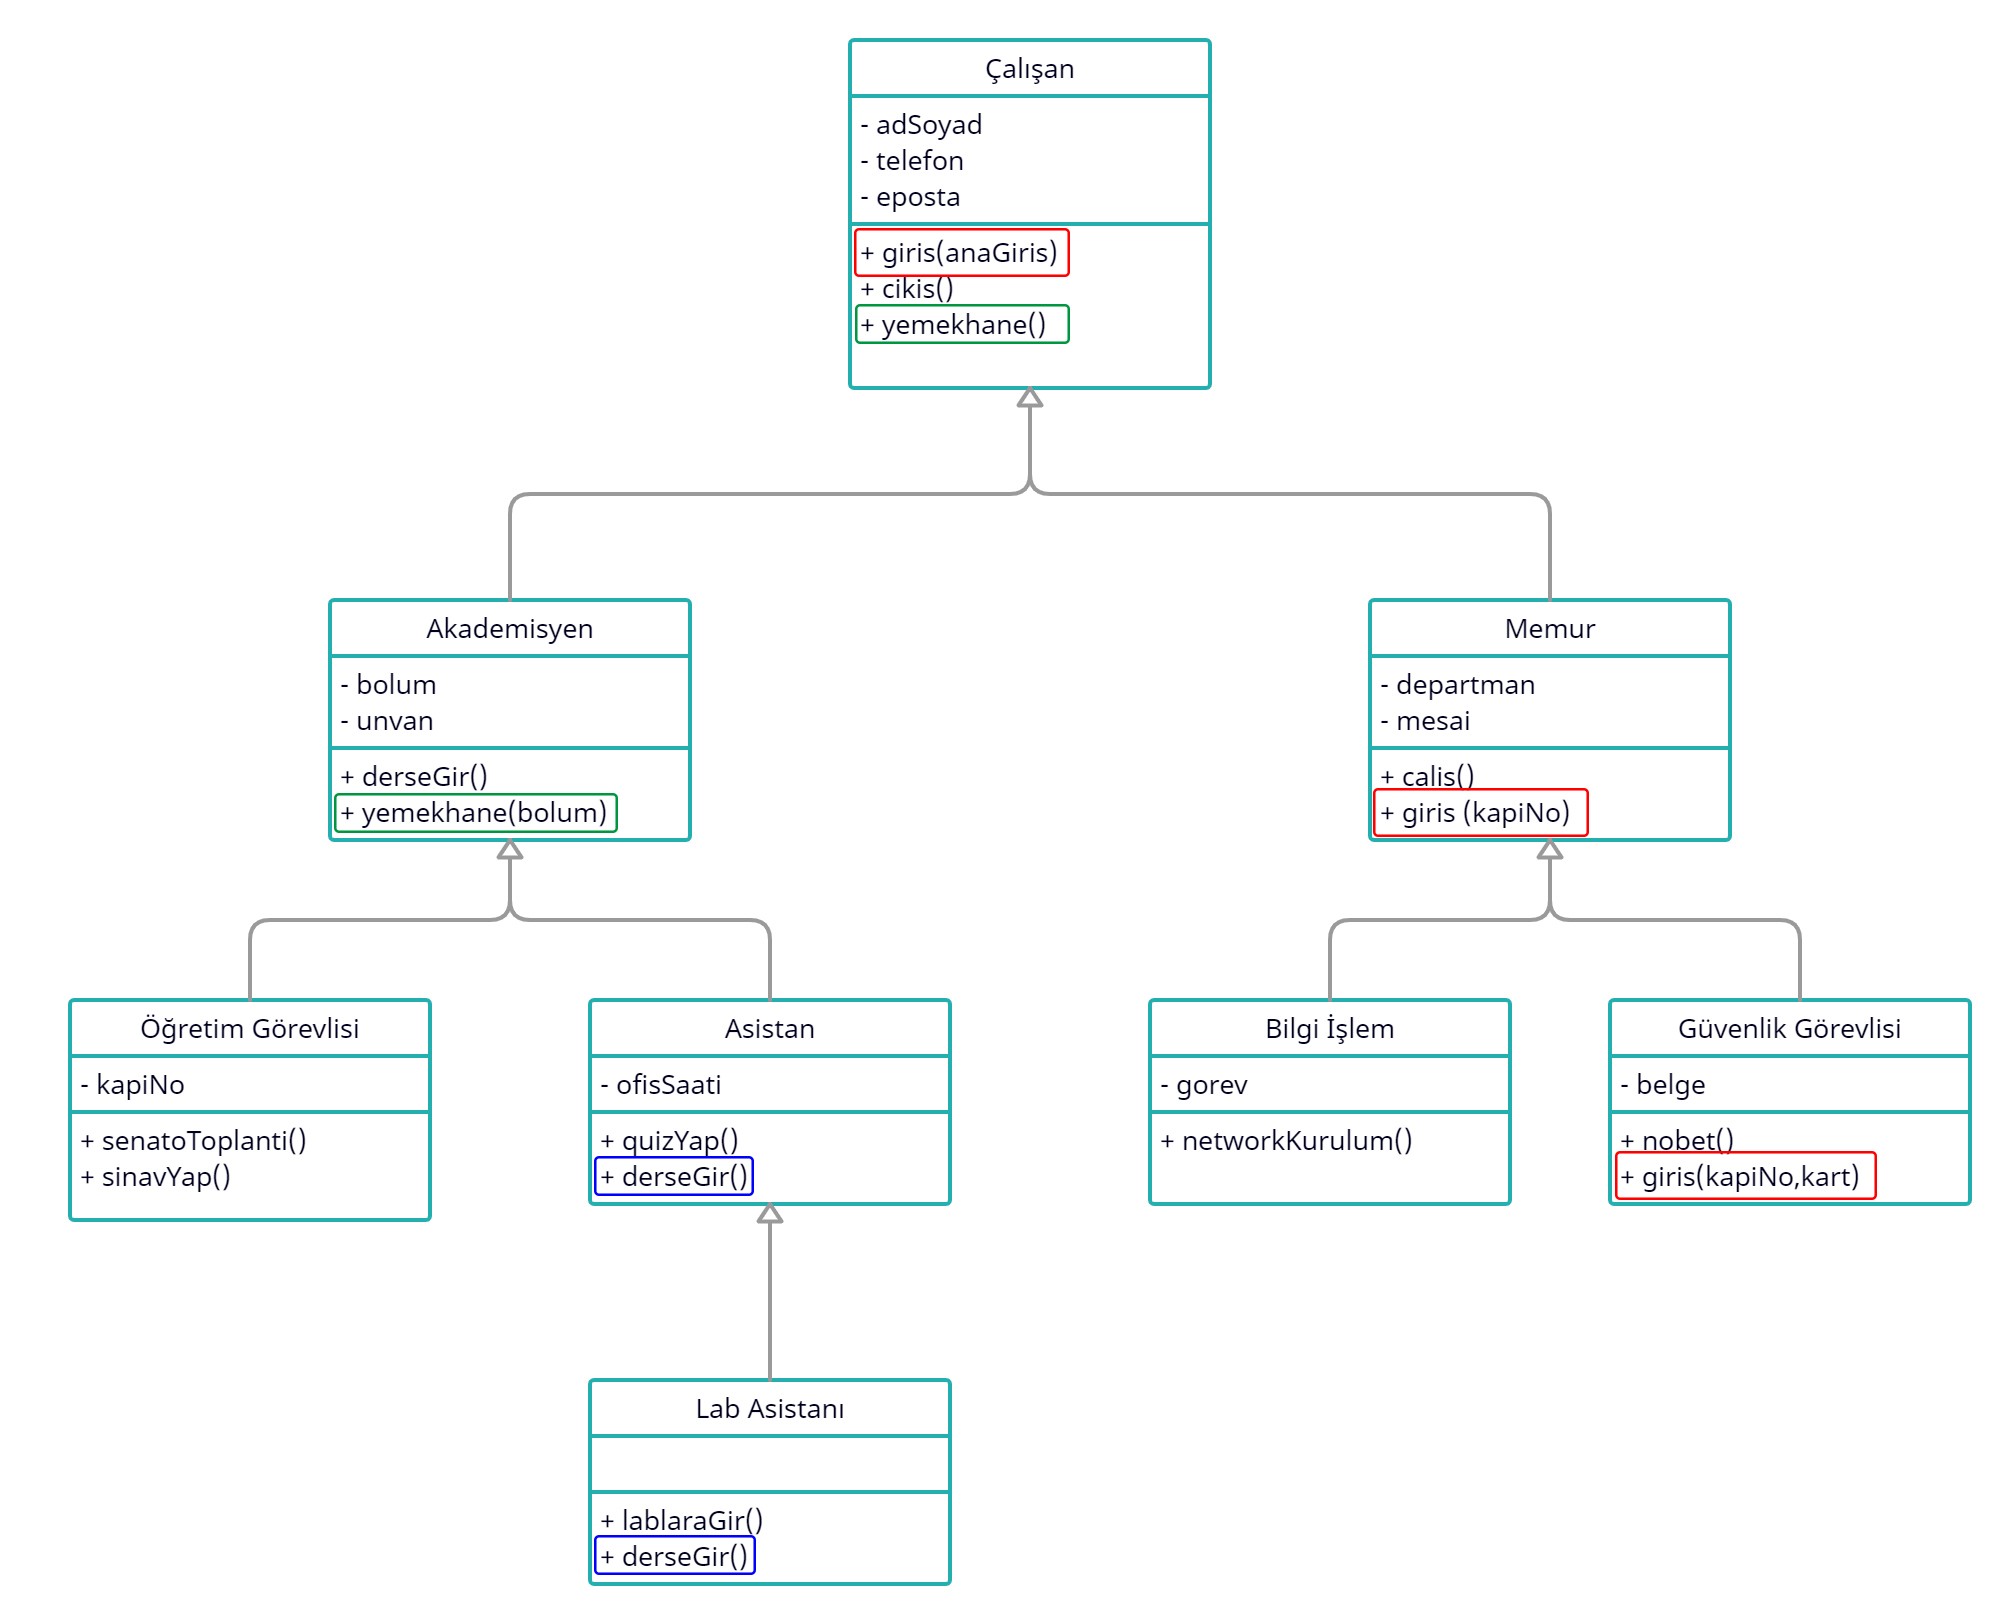 Çalışan
- adSoyad
- telefon
- eposta
+ giris(anaGiris)
+ cikis()
+ yemekhane()
Akademisyen
- bolum
- unvan
+ derseGir()
+ yemekhane(bolum)
Memur
- departman
- mesai
+ calis()
+ giris (kapiNo)
Öğretim Görevlisi
- kapiNo
+ senatoToplanti()
+ sinavYap()
Asistan
- ofisSaati
+ quizYap()
+ derseGir()
Bilgi İşlem
- gorev
+ networkKurulum()
Güvenlik Görevlisi
- belge
+ nobet()
+ giris(kapiNo,kart)
Lab Asistanı
+ lablaraGir()
+ derseGir()